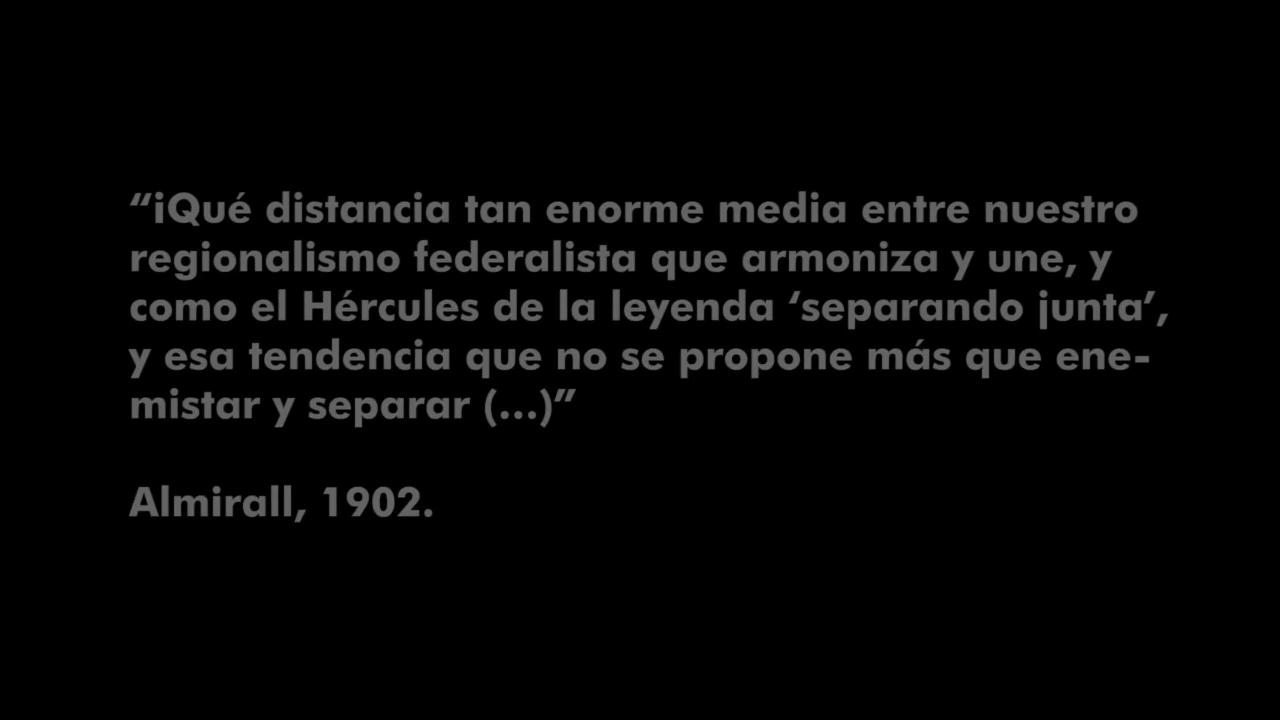 “¡Qué distancia tan enorme media entre nuestro
regionalismo federalista que armoniza y une, y
como el Hércules de la leyenda ‘separando junta’,
y esa tendencia que no se propone más que ene-
mistar y separar (...)”
Almirall, 1902.